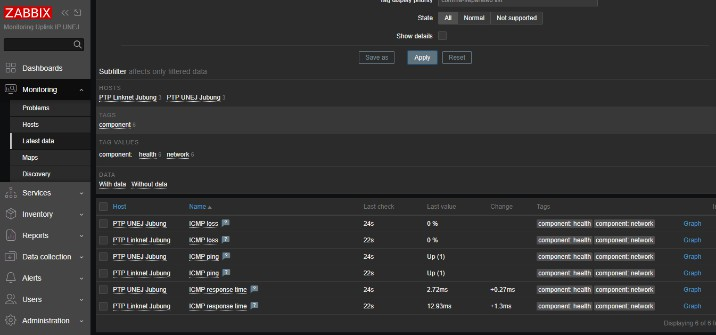 ZABBIX
Monitoring Uplink IP UNEJ
Dashboards
Monitoring
Problems
Hosts
Latest data
Maps
Discovery
Services
Inventory
Reports
Data collection
Alerts
Users
Administration
Tag display priority
State All Normal Not supported
Show details
Save as Apply Reset
Subfilter affects only filtered data
HOSTS
PTP Linknet Jubung 3 PTP UNEJ Jubung 3
TAGS
component 6
TAG VALUES
component: health 6 network 6
DATA
With data Without data
Host Name Last check Last value Change Tags
PTP UNEJ Jubung ICMP loss ? 24s 0 % component: health component: network Graph
PTP Linknet Jubung ICMP loss ? 22s 0 % component: health component: network Graph
PTP UNEJ Jubung ICMP ping ? 24s Up (1) component: health component: network Graph
PTP Linknet Jubung ICMP ping ? 22s Up (1) component: health component: network Graph
PTP UNEJ Jubung ICMP response time ? 24s 2.72ms +0.27ms component: health component: network Graph
PTP Linknet Jubung ICMP response time ? 22s 12.93ms +1.3ms component: health component: network Graph
Displaying 6 of 6